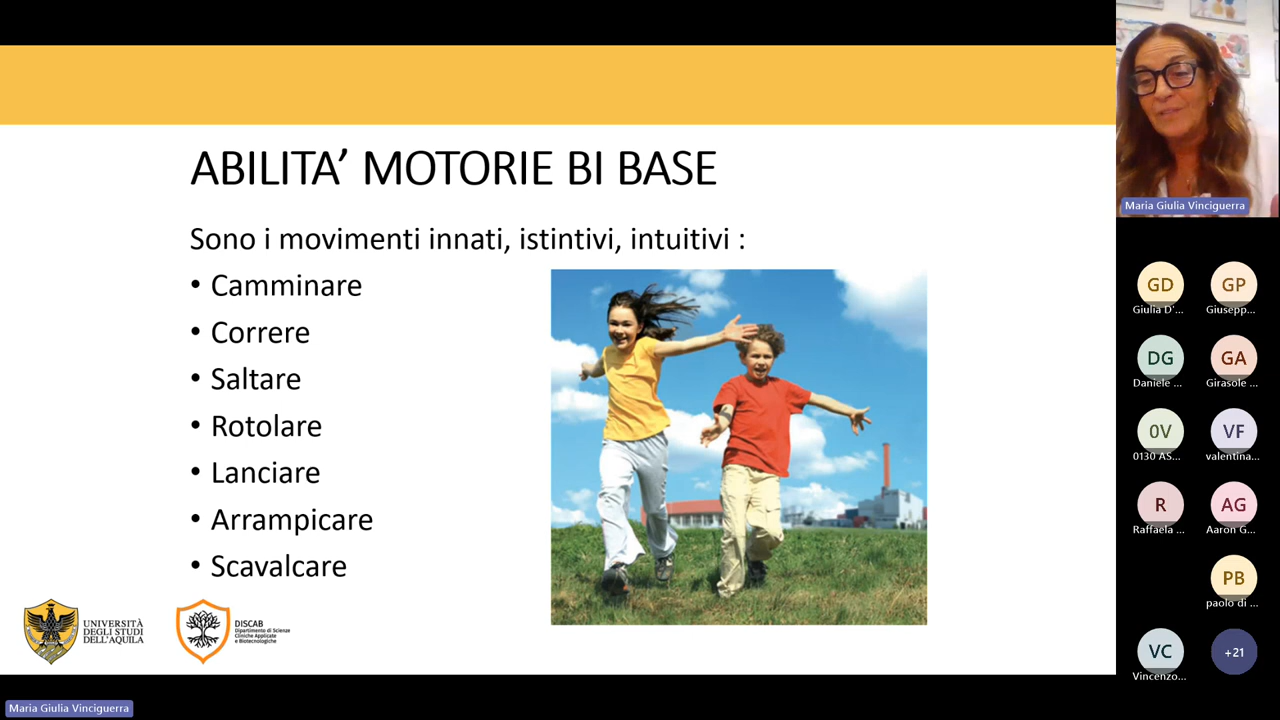 ABILITA’ MOTORIE BI BASE
Sono i movimenti innati, istintivi, intuitivi :
• Camminare
• Correre
• Saltare
• Rotolare
• Lanciare
• Arrampicare
• Scavalcare
UNIVERSITÀ
DEGLI STUDI
DELL'AQUILA
DISCAB
Dipartimento di Scienze
Cliniche Applicate
e Biotecnologiche
Maria Giulia Vinciguerra
GD
GP
Giulia D'...
Giusepp...
DG
GA
Daniele ...
Girasole ...
0V
VF
0130 AS...
valentina...
R
AG
Raffaela ...
Aaron G...
PB
paolo di ...
VC
+21
Vincenzo...
Maria Giulia Vinciguerra